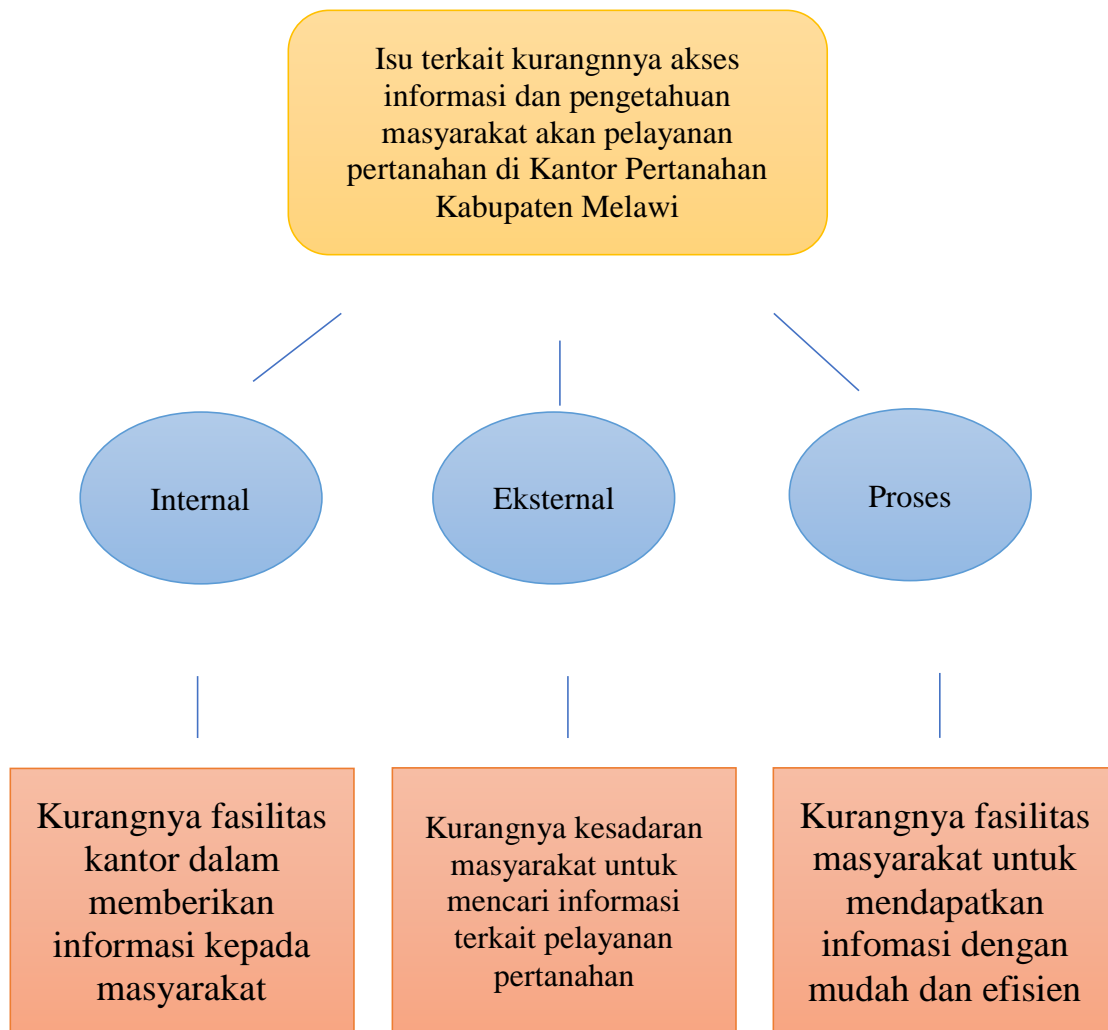 Isu terkait kurangnnya akses
informasi dan pengetahuan
masyarakat akan pelayanan
pertanahan di Kantor Pertanahan
Kabupaten Melawi
Internal
Eksternal
Proses
Kurangnya fasilitas
kantor dalam
memberikan
informasi kepada
masyarakat
Kurangnya kesadaran
masyarakat untuk
mencari informasi
terkait pelayanan
pertanahan
Kurangnya fasilitas
masyarakat untuk
mendapatkan
infomasi dengan
mudah dan efisien